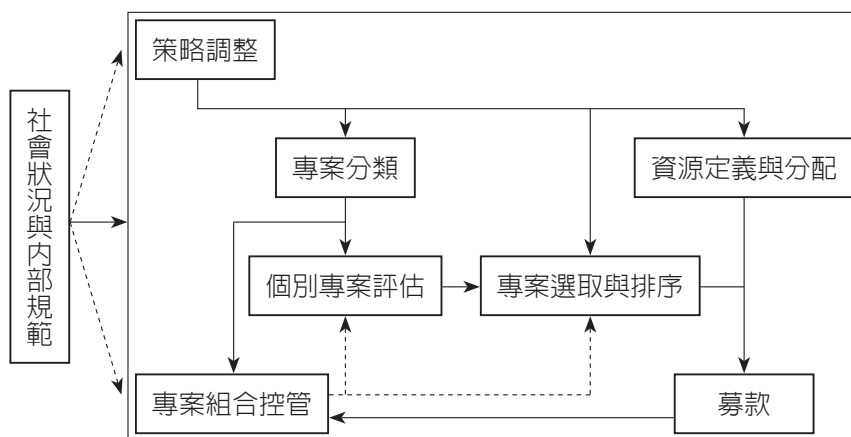 社會狀況與內部規範
策略調整
專案分類
資源定義與分配
個別專案評估
專案選取與排序
專案組合控管
募款